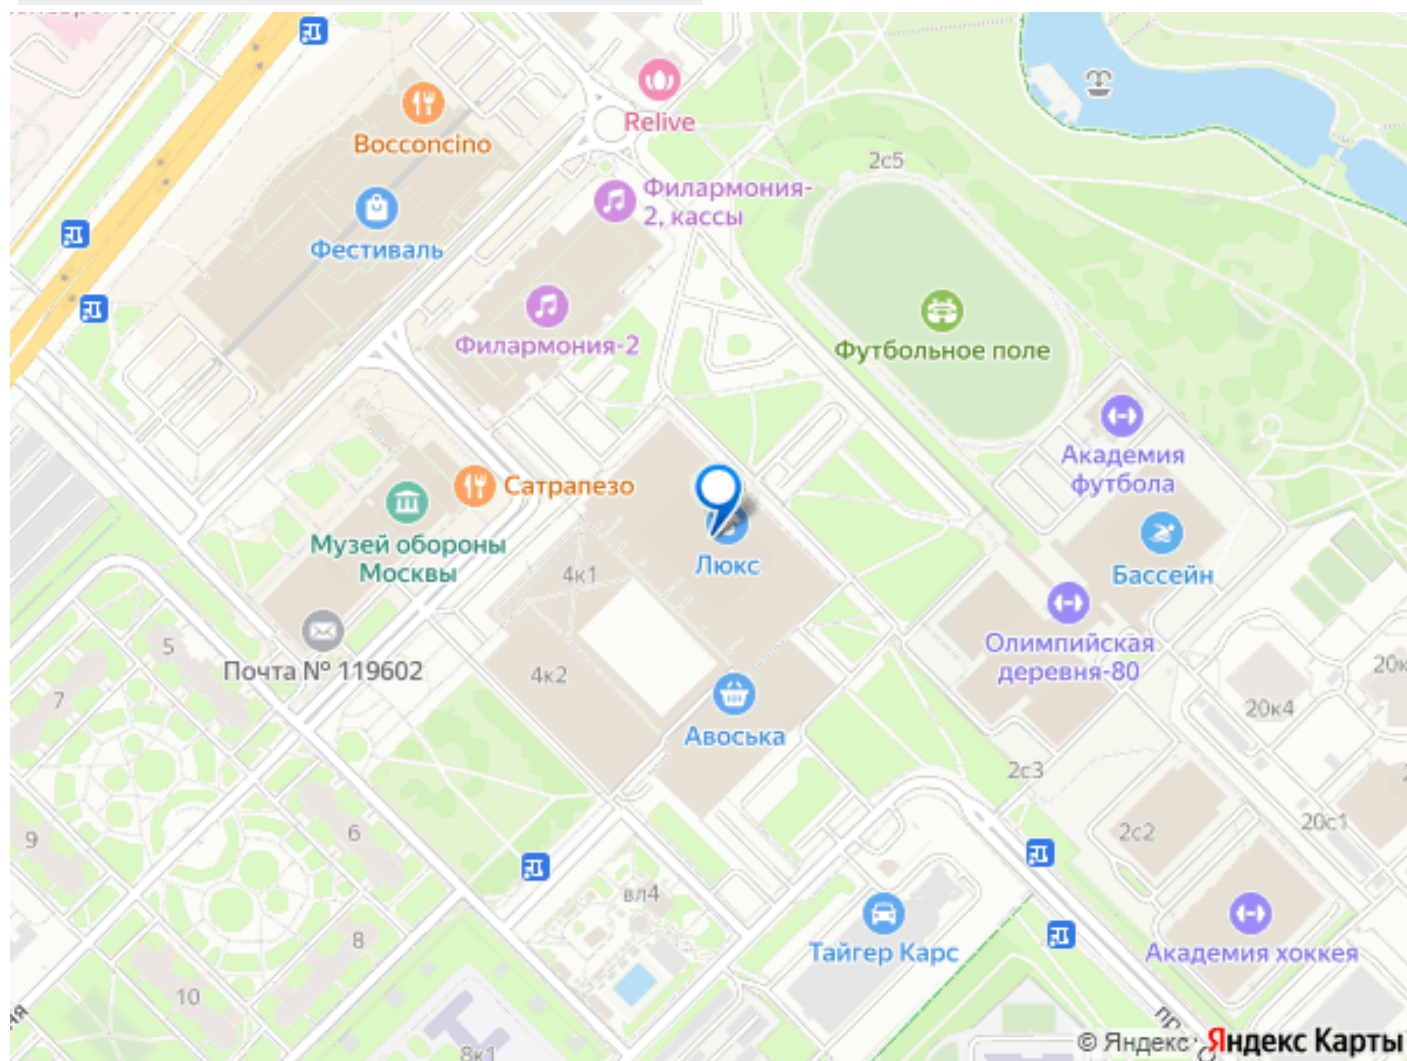 Bocconcino
Relive
2с5
Филармония-
2, кассы
Фестиваль
Филармония-2
Футбольное поле
Академия
футбола
Сатрапезо
Музей обороны
Москвы
4к1
Люкс
Бассейн
5
Олимпийская
деревня-80
Почта № 119602
4к2
7
20к
20к4
Авоська
2с3
9
6
2с2
20с1
вл4
8
Тайгер Карс
Академия хоккея
10
пр
8к1
© Яндекс Яндекс Карты